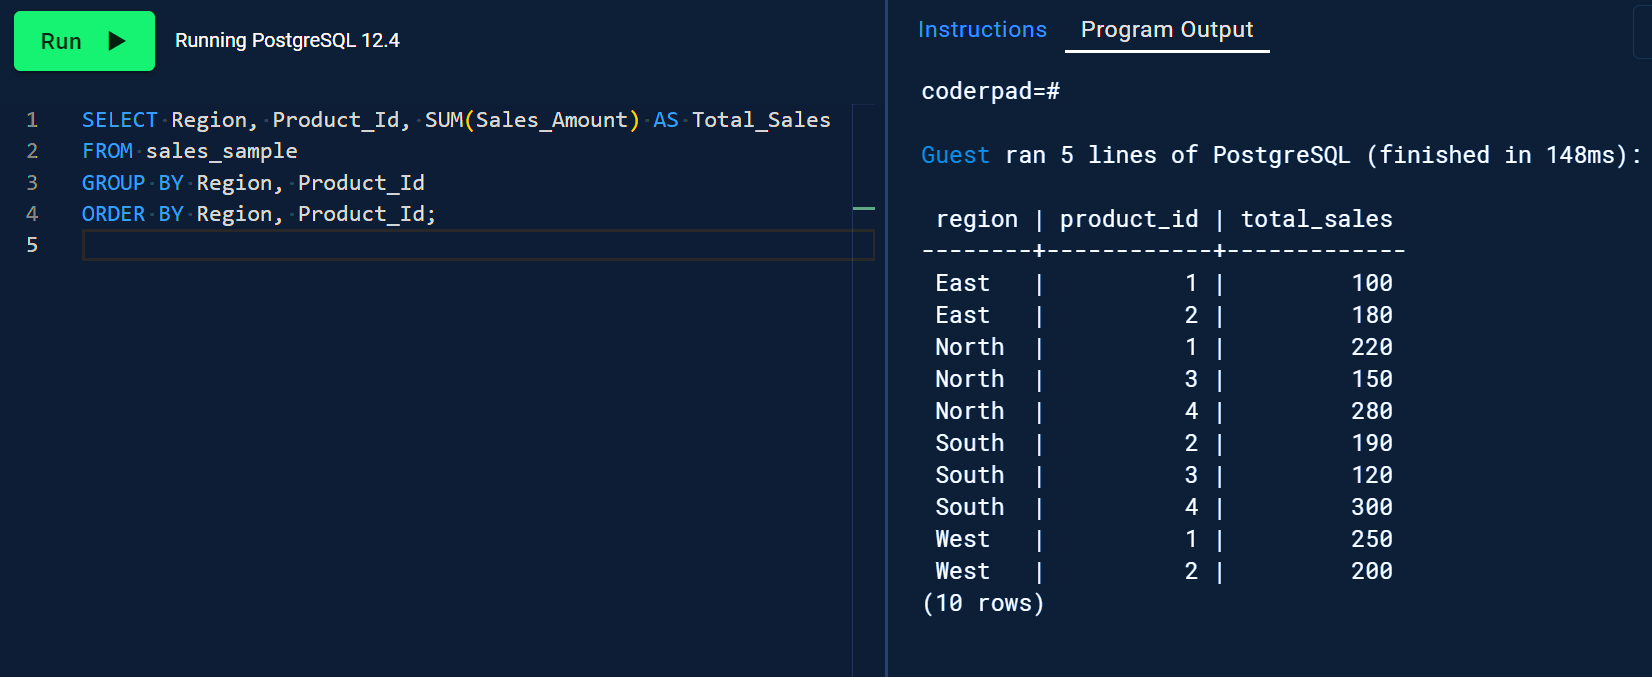 Run
Running PostgreSQL 12.4
1 SELECT Region, Product_Id, SUM(Sales_Amount) AS Total_Sales
2 FROM sales_sample
3 GROUP BY Region, Product_Id
4 ORDER BY Region, Product_Id;
5
Instructions Program Output
coderpad=#
Guest ran 5 lines of PostgreSQL (finished in 148ms):
region | product_id | total_sales
--------+------------+-------------
East | 1 | 100
East | 2 | 180
North | 1 | 220
North | 3 | 150
North | 4 | 280
South | 2 | 190
South | 3 | 120
South | 4 | 300
West | 1 | 250
West | 2 | 200
(10 rows)